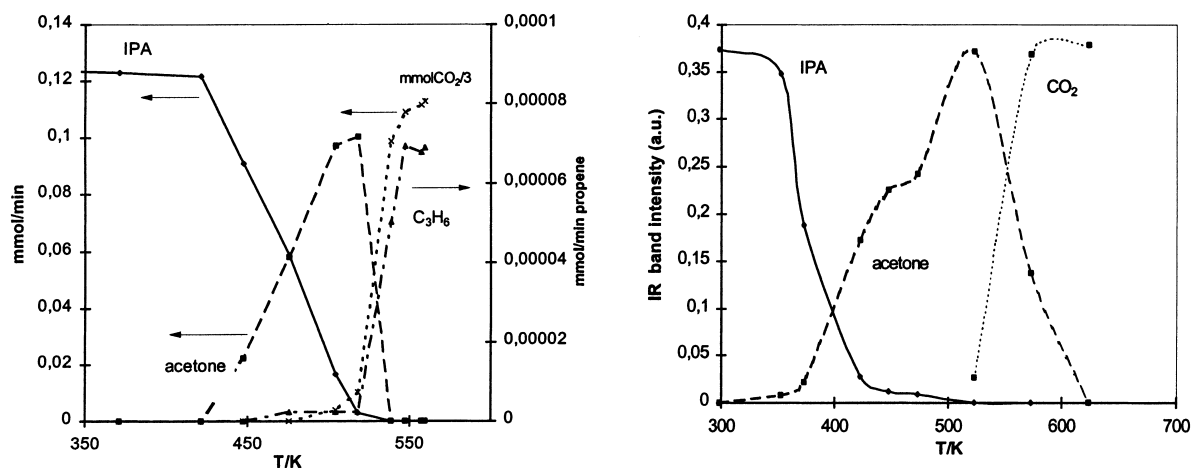 0,14
0,12
0,1
0,08
0,06
0,04
0,02
0
mmol/min
350
450
550
T/K
IPA
acetone
mmolCO₂/3
C₃H₆
0,0001
0,00008
0,00006
0,00004
0,00002
0
mmol/min propene
0,4
0,35
0,3
0,25
0,2
0,15
0,1
0,05
0
IR band intensity (a.u.)
300
400
500
600
700
T/K
IPA
acetone
CO₂